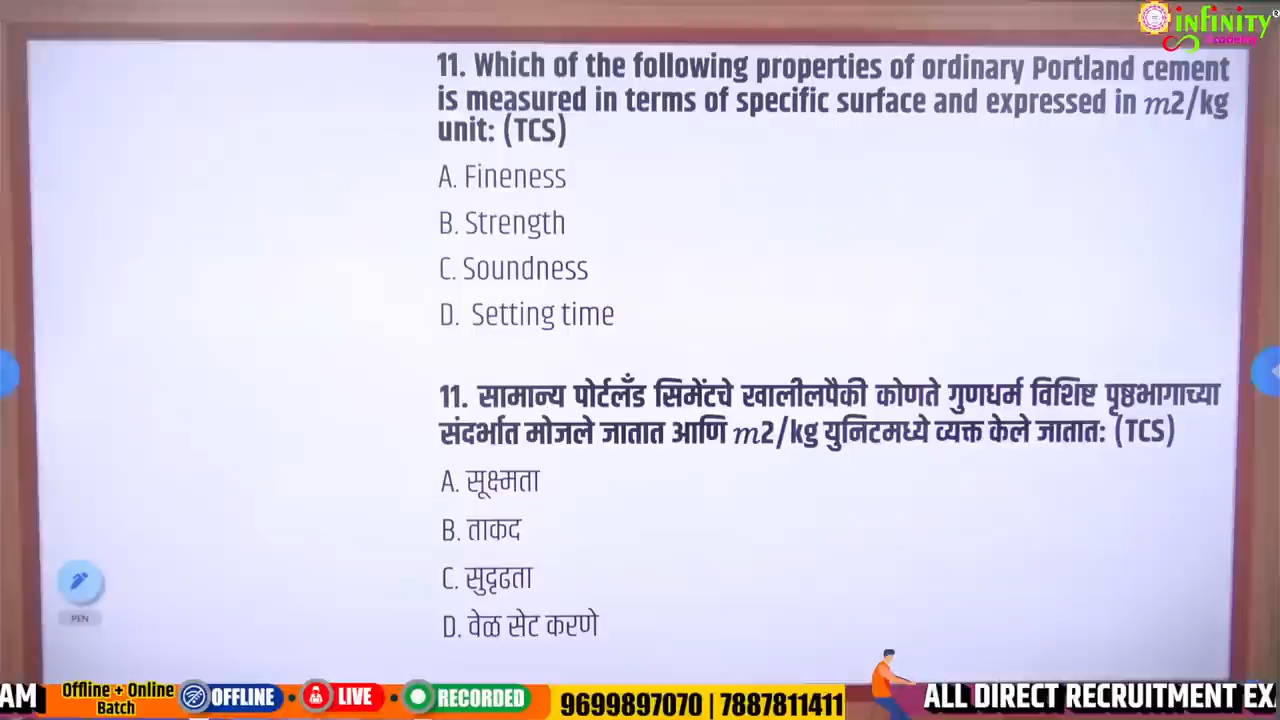 infinity
academy
11. Which of the following properties of ordinary Portland cement
is measured in terms of specific surface and expressed in m2/kg
unit: (TCS)
A. Fineness
B. Strength
C. Soundness
D. Setting time
11. सामान्य पोर्टलँड सिमेंटचे खालीलपैकी कोणते गुणधर्म विशिष्ट पृष्ठभागाच्या
संदर्भात मोजले जातात आणि m2/kg युनिटमध्ये व्यक्त केले जातात: (TCS)
A. सूक्ष्मता
B. ताकद
C. सुदृढता
D. वेळ सेट करणे
PEN
AM
Offline + Online
Batch
OFFLINE
LIVE
RECORDED
9699897070 | 7887811411
ALL DIRECT RECRUITMENT EX